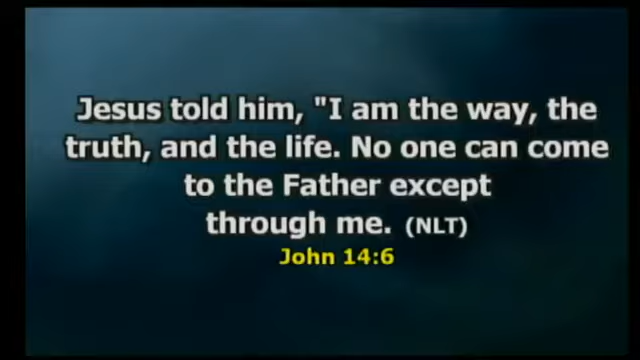 Jesus told him, "I am the way, the
truth, and the life. No one can come
to the Father except
through me. (NLT)
John 14:6